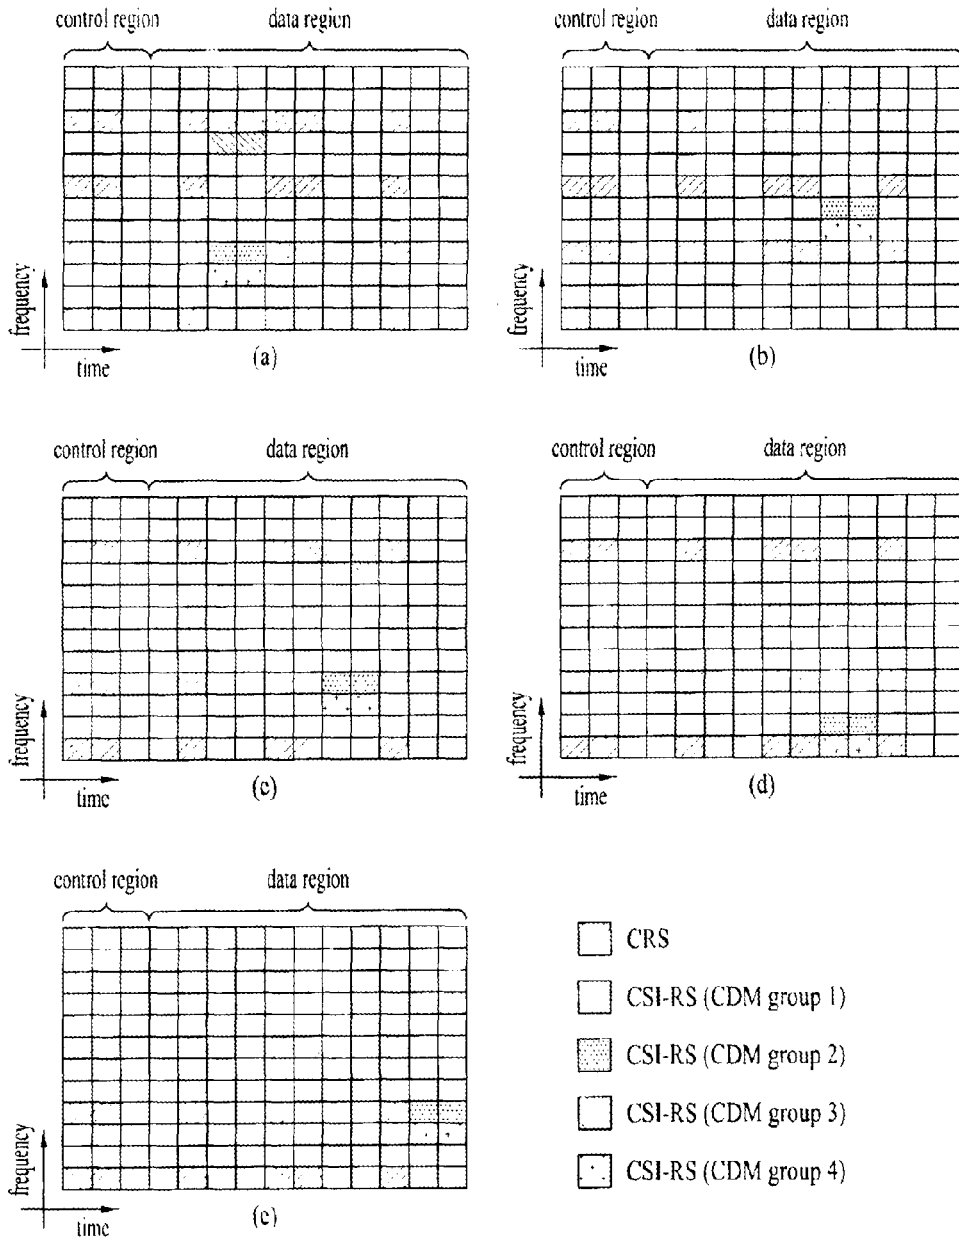 control region
data region
frequency
time
(a)
control region
data region
frequency
time
(b)
control region
data region
frequency
time
(c)
control region
data region
frequency
time
(d)
control region
data region
frequency
time
(e)
CRS
CSI-RS (CDM group 1)
CSI-RS (CDM group 2)
CSI-RS (CDM group 3)
CSI-RS (CDM group 4)